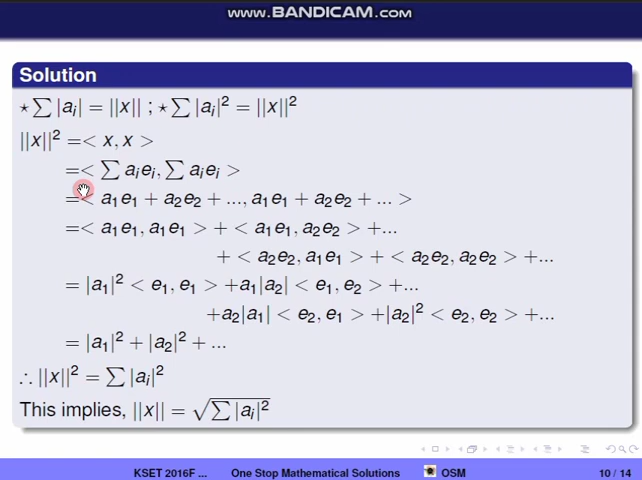 www.BANDICAM.com
Solution
⋆∑|aᵢ| = ||x|| ; ⋆∑|aᵢ|² = ||x||²
||x||² =< x, x >
=< ∑ aᵢeᵢ, ∑ aᵢeᵢ >
=< a₁e₁ + a₂e₂ + ..., a₁e₁ + a₂e₂ + ... >
=< a₁e₁, a₁e₁ > + < a₁e₁, a₂e₂ > +...
+ < a₂e₂, a₁e₁ > + < a₂e₂, a₂e₂ > +...
= |a₁|² < e₁, e₁ > +a₁|a₂| < e₁, e₂ > +...
+a₂|a₁| < e₂, e₁ > +|a₂|² < e₂, e₂ > +...
= |a₁|² + |a₂|² + ...
∴ ||x||² = ∑ |aᵢ|²
This implies, ||x|| = √∑ |aᵢ|²
KSET 2016F ... One Stop Mathematical Solutions OSM 10 / 14